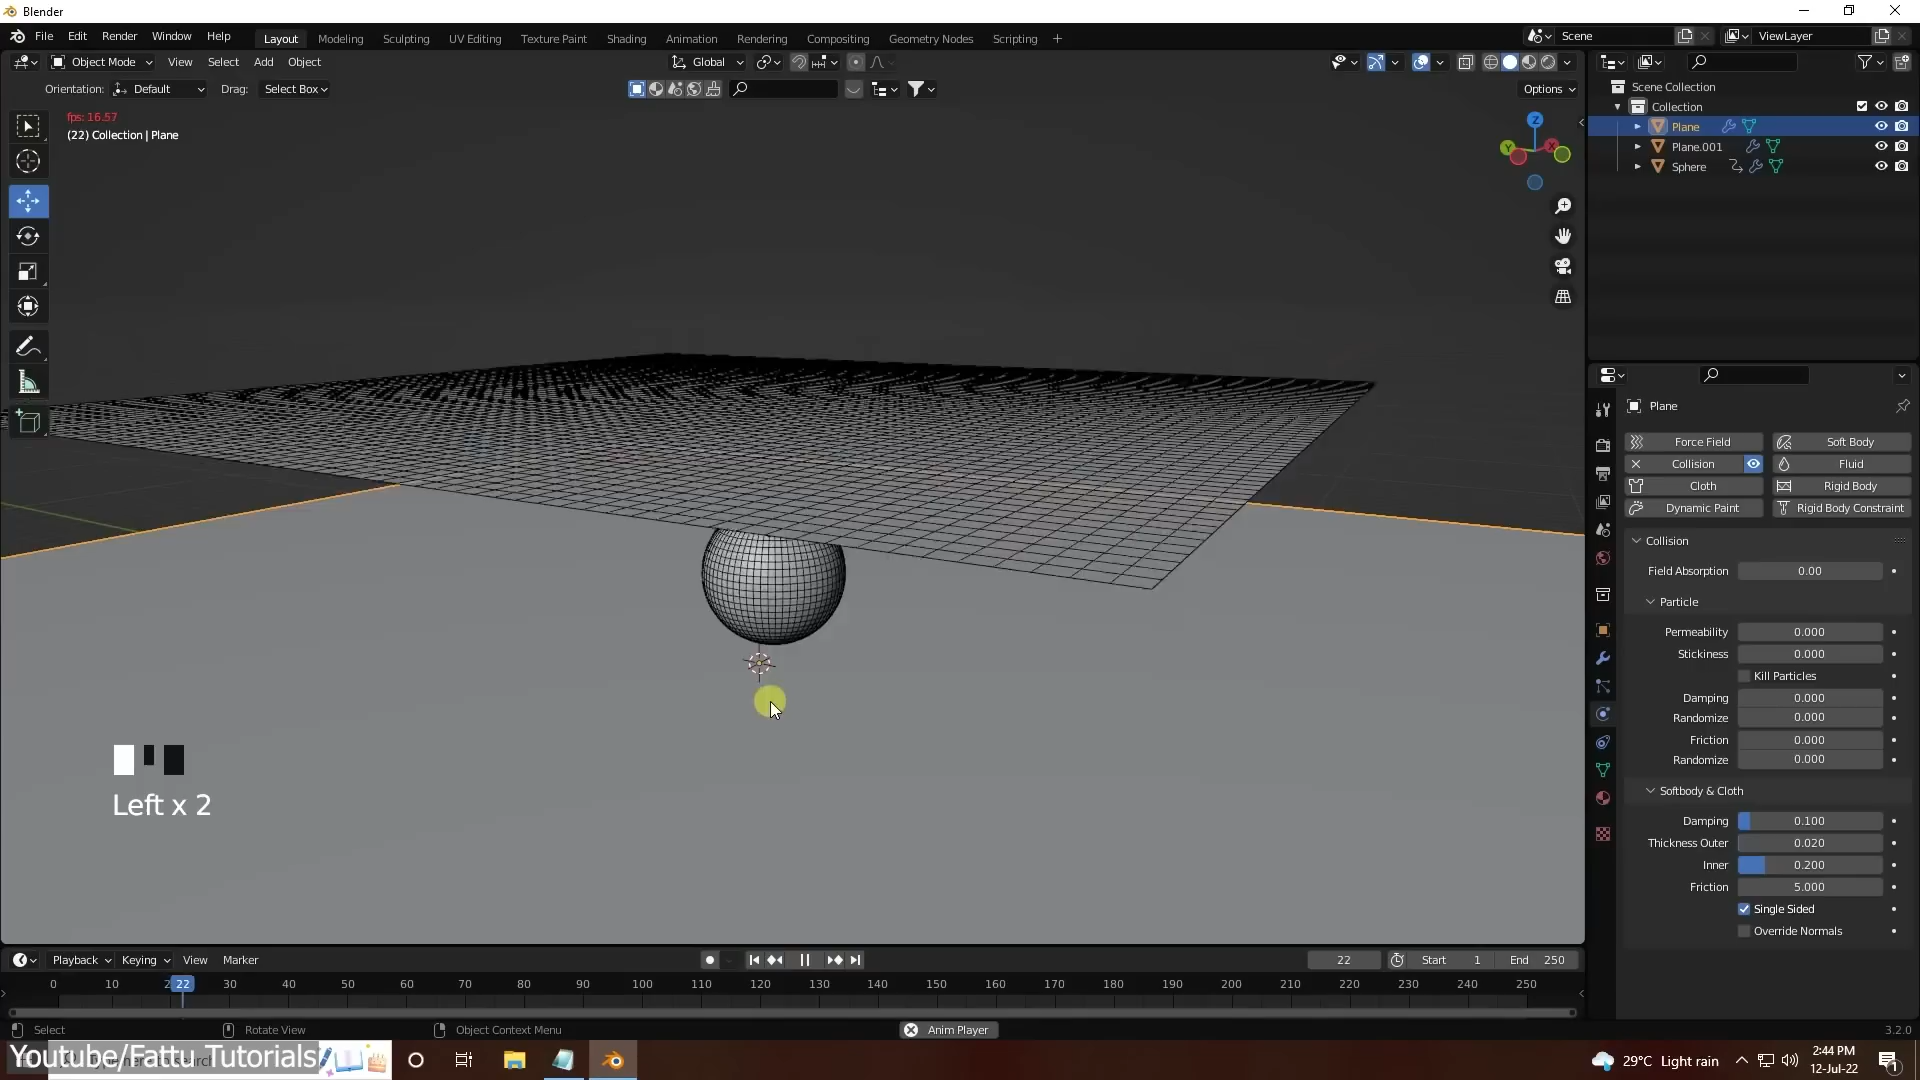 Blender
File Edit Render Window Help
Layout Modeling Sculpting UV Editing Texture Paint Shading Animation Rendering Compositing Geometry Nodes Scripting +
Scene
ViewLayer
Object Mode View Select Add Object
Global
Orientation: Default Drag: Select Box
Options
fps: 16.57
(22) Collection | Plane
Z
Y
X
Scene Collection
Collection
Plane
Plane.001
Sphere
Plane
Force Field Soft Body
Collision Fluid
Cloth Rigid Body
Dynamic Paint Rigid Body Constraint
Collision
Field Absorption 0.00
Particle
Permeability 0.000
Stickiness 0.000
Kill Particles
Damping 0.000
Randomize 0.000
Friction 0.000
Randomize 0.000
Softbody & Cloth
Damping 0.100
Thickness Outer 0.020
Inner 0.200
Friction 5.000
Single Sided
Override Normals
Left x 2
Playback Keying View Marker
22 Start 1 End 250
0 10 22 30 40 50 60 70 80 90 100 110 120 130 140 150 160 170 180 190 200 210 220 230 240 250
Select Rotate View Object Context Menu
Anim Player
3.2.0
Youtube/Fattu Tutorials
29°C Light rain
2:44 PM
12-Jul-22
1